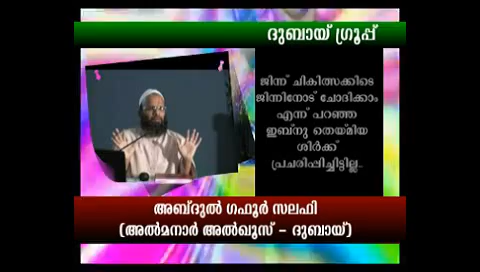 ദുബായ് ഗ്രൂപ്പ്
ജിന്ന് ചികിത്സക്കിടെ
ജിന്നിനോട് ചോദിക്കാം
എന്ന് പറഞ്ഞ
ഇബ്നു തെയ്മിയ
ശിർക്ക്
പ്രചരിപ്പിച്ചിട്ടില്ല..
അബ്ദുൽ ഗഫൂർ സലഫി
(അൽമനാർ അൽഖൂസ് – ദുബായ്)